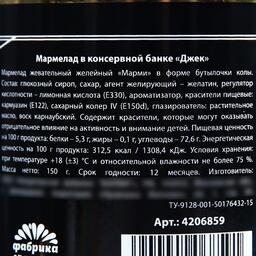 Мармелад в консервной банке «Джек»
Мармелад жевательный желейный «Марми» в форме бутылочки колы.
Состав: глюкозный сироп, сахар, агент желирующий – желатин, регулятор
кислотности – лимонная кислота (Е330), ароматизатор, красители пищевые:
кармуазин (Е122), сахарный колер IV (E150d), глазирователь: растительное
масло, воск карнаубский. Содержит красители, которые могут оказывать
отрицательное влияние на активность и внимание детей. Пищевая ценность
на 100 г продукта: белки – 5,3 г, жиры – 0,1 г, углеводы – 72,6 г. Энергетическая
ценность на 100 г продукта: 312,5 ккал / 1308,4 кДж. Условия хранения:
при температуре +18 (±3) °С и относительной влажности не более 75 %.
Масса: 150 г. Срок годности: 12 месяцев. Изготовитель:
ТУ-9128-001-50176432-15
Арт.: 4206859
фабрика